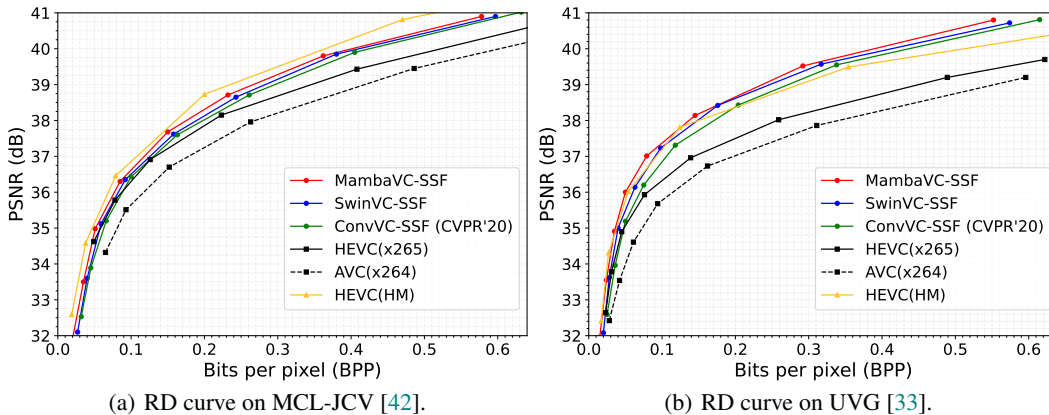 41
40
39
38
37
36
35
34
33
32
PSNR (dB)
0.0 0.1 0.2 0.3 0.4 0.5 0.6
Bits per pixel (BPP)
MambaVC-SSF
SwinVC-SSF
ConvVC-SSF (CVPR'20)
HEVC(x265)
AVC(x264)
HEVC(HM)
(a) RD curve on MCL-JCV [42].
41
40
39
38
37
36
35
34
33
32
PSNR (dB)
0.0 0.1 0.2 0.3 0.4 0.5 0.6
Bits per pixel (BPP)
MambaVC-SSF
SwinVC-SSF
ConvVC-SSF (CVPR'20)
HEVC(x265)
AVC(x264)
HEVC(HM)
(b) RD curve on UVG [33].